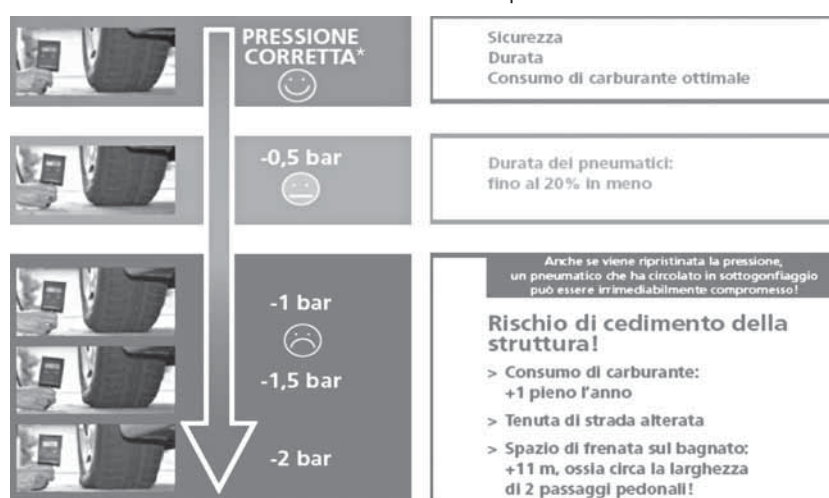 PRESSIONE
CORRETTA*
Sicurezza
Durata
Consumo di carburante ottimale
-0,5 bar
Durata dei pneumatici:
fino al 20% in meno
-1 bar
-1,5 bar
-2 bar
Anche se viene ripristinata la pressione,
un pneumatico che ha circolato in sottogonfiaggio
può essere irrimediabilmente compromesso!
Rischio di cedimento della
struttura!
> Consumo di carburante:
+1 pieno l'anno
> Tenuta di strada alterata
> Spazio di frenata sul bagnato:
+11 m, ossia circa la larghezza
di 2 passaggi pedonali!